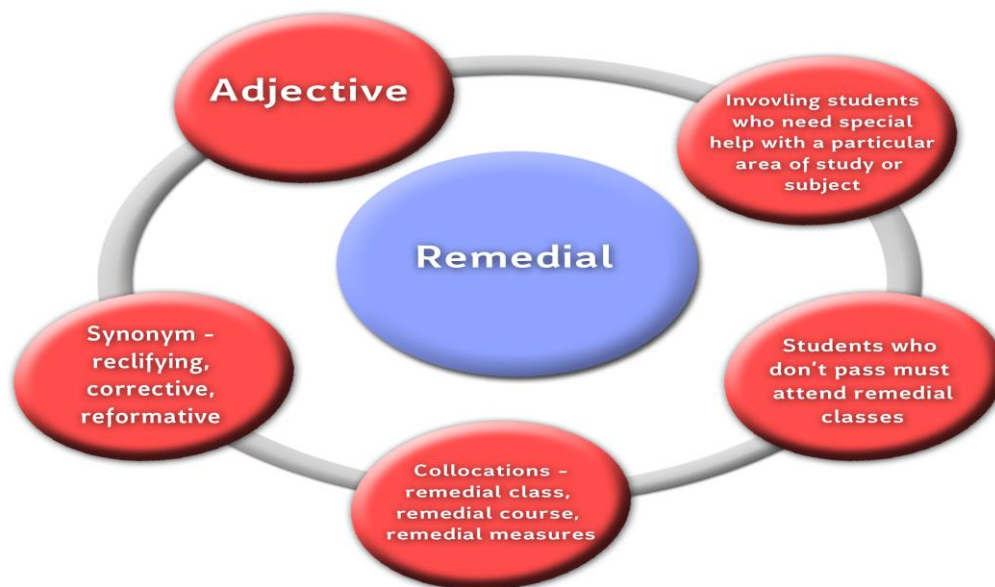 Adjective
Invovling students
who need special
help with a particular
area of study or
subject
Remedial
Synonym -
reclifying,
corrective,
reformative
Students who
don't pass must
attend remedial
classes
Collocations -
remedial class,
remedial course,
remedial measures